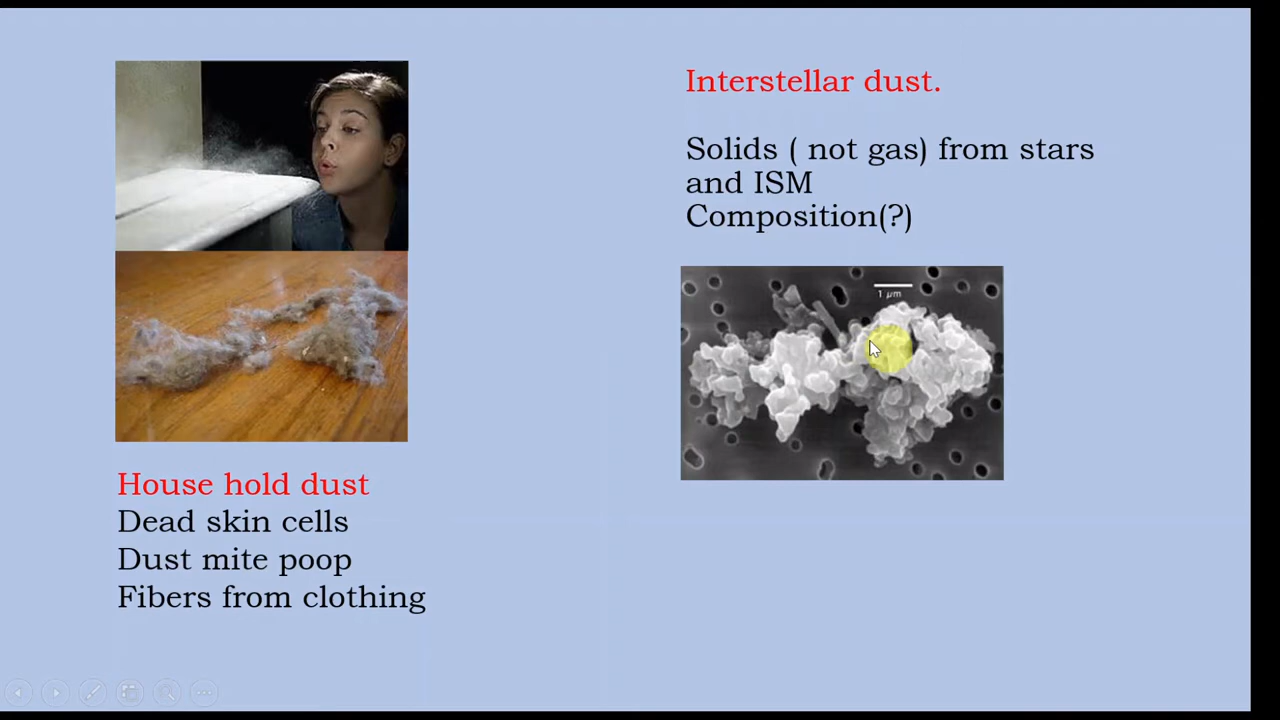 House hold dust
Dead skin cells
Dust mite poop
Fibers from clothing
Interstellar dust.
Solids ( not gas) from stars
and ISM
Composition(?)
1 µm